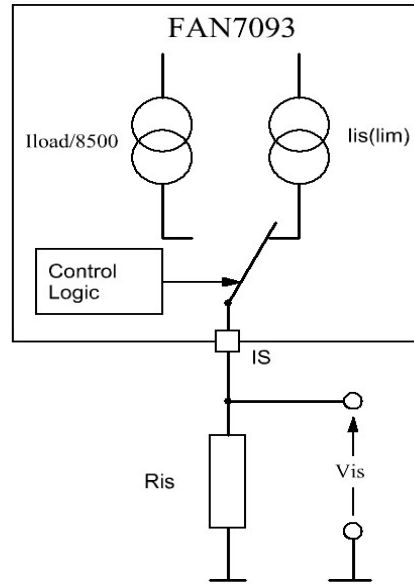 FAN7093
Iload/8500
Iis(lim)
Control
Logic
IS
Ris
Vis